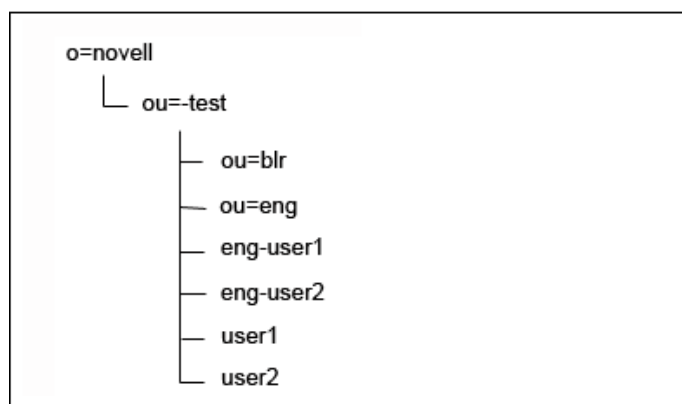 o=novell
ou=-test
ou=blr
ou=eng
eng-user1
eng-user2
user1
user2